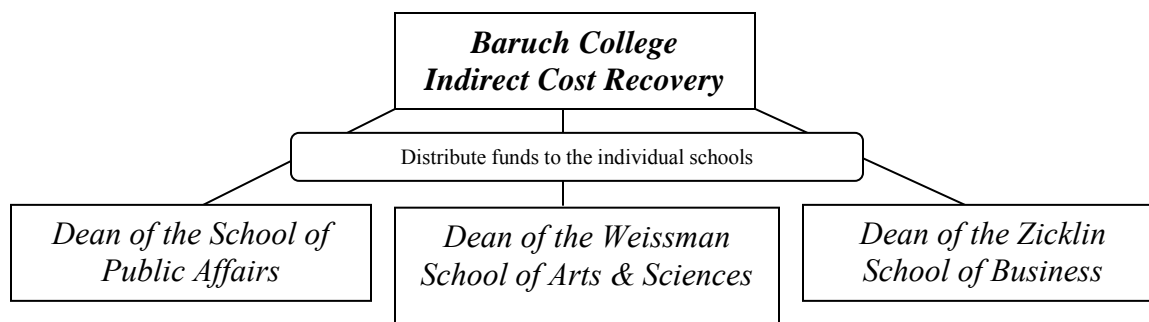 Baruch College
Indirect Cost Recovery
Distribute funds to the individual schools
Dean of the School of
Public Affairs
Dean of the Weissman
School of Arts & Sciences
Dean of the Zicklin
School of Business